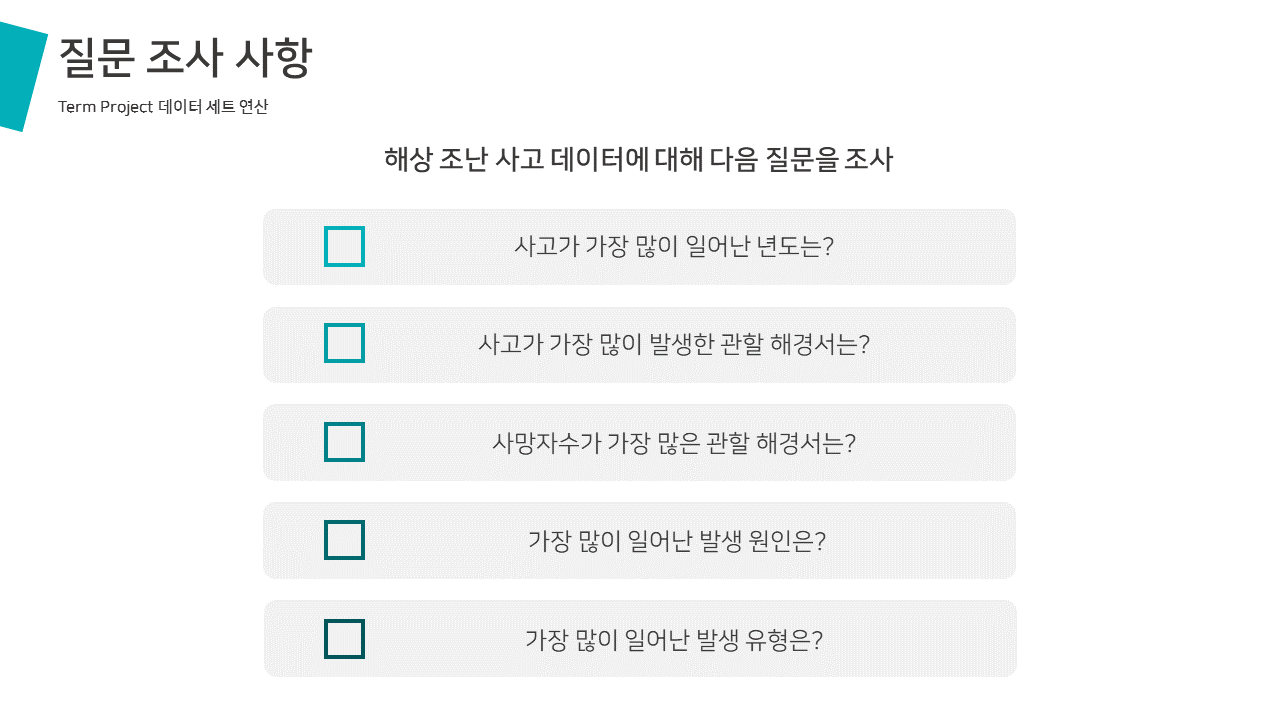 질문 조사 사항
Term Project 데이터 세트 연산
해상 조난 사고 데이터에 대해 다음 질문을 조사
사고가 가장 많이 일어난 년도는?
사고가 가장 많이 발생한 관할 해경서는?
사망자수가 가장 많은 관할 해경서는?
가장 많이 일어난 발생 원인은?
가장 많이 일어난 발생 유형은?